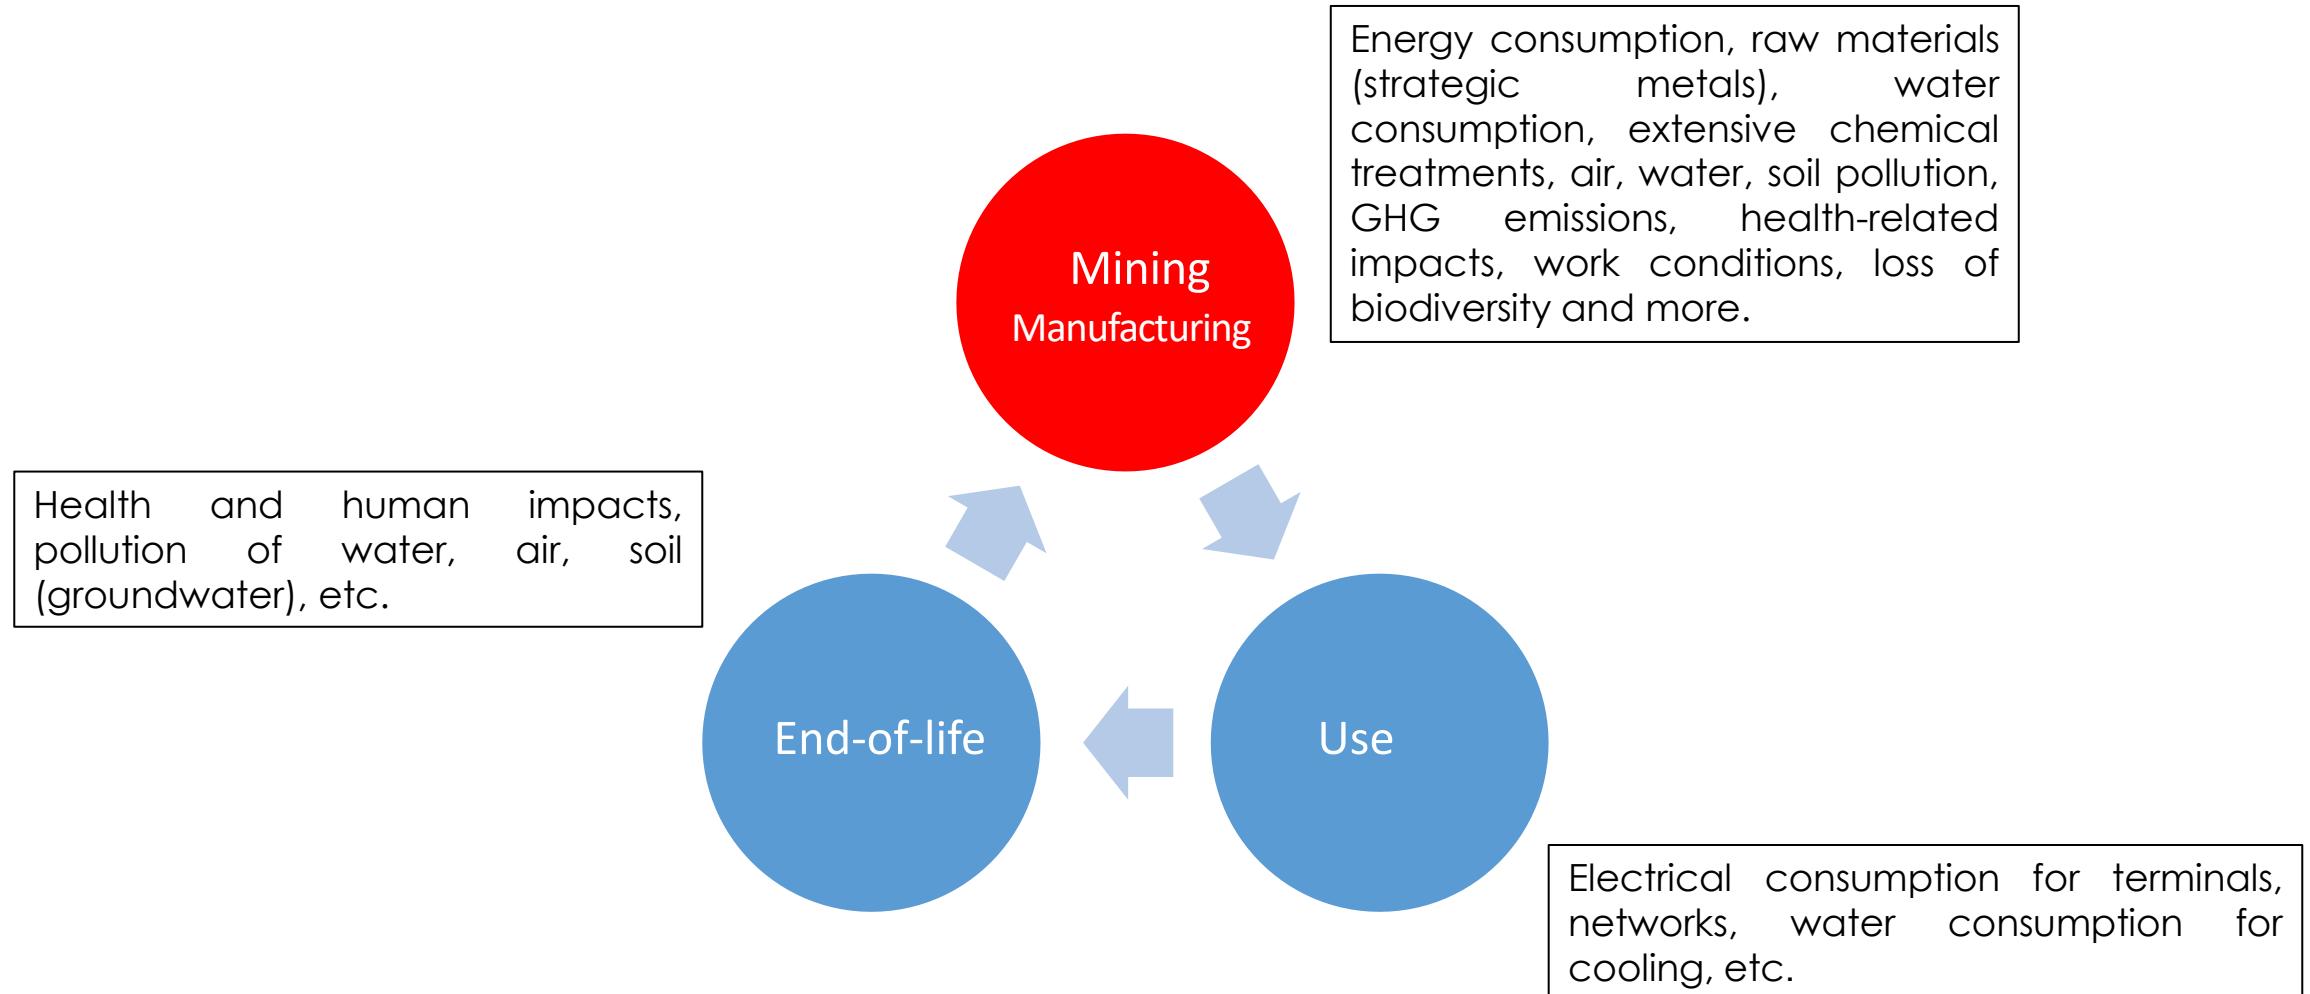 Energy consumption, raw materials
(strategic metals), water
consumption, extensive chemical
treatments, air, water, soil pollution,
GHG emissions, health-related
impacts, work conditions, loss of
biodiversity and more.
Mining
Manufacturing
Health and human impacts,
pollution of water, air, soil
(groundwater), etc.
End-of-life
Use
Electrical consumption for terminals,
networks, water consumption for
cooling, etc.